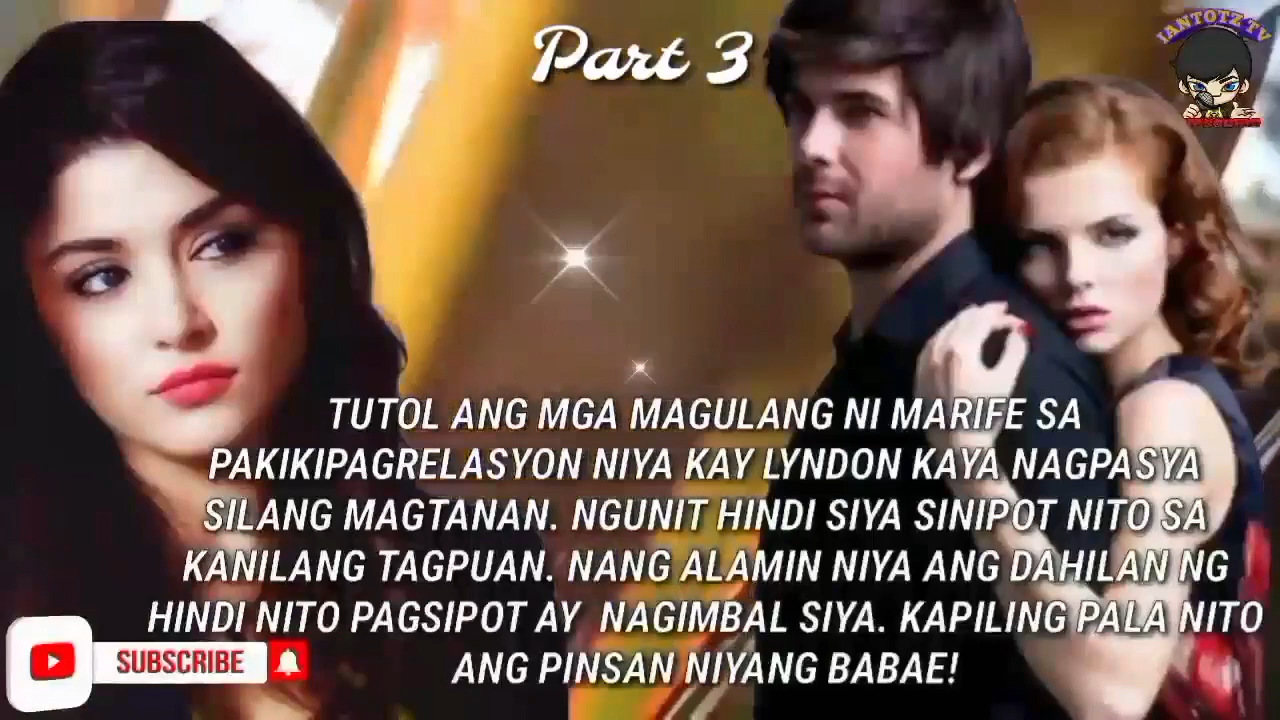 Part 3
IANTOTZ TV
TUTOL ANG MGA MAGULANG NI MARIFE SA
PAKIKIPAGRELASYON NIYA KAY LYNDON KAYA NAGPASYA
SILANG MAGTANAN. NGUNIT HINDI SIYA SINIPOT NITO SA
KANILANG TAGPUAN. NANG ALAMIN NIYA ANG DAHILAN NG
HINDI NITO PAGSIPOT AY NAGIMBAL SIYA. KAPILING PALA NITO
ANG PINSAN NIYANG BABAE!
SUBSCRIBE